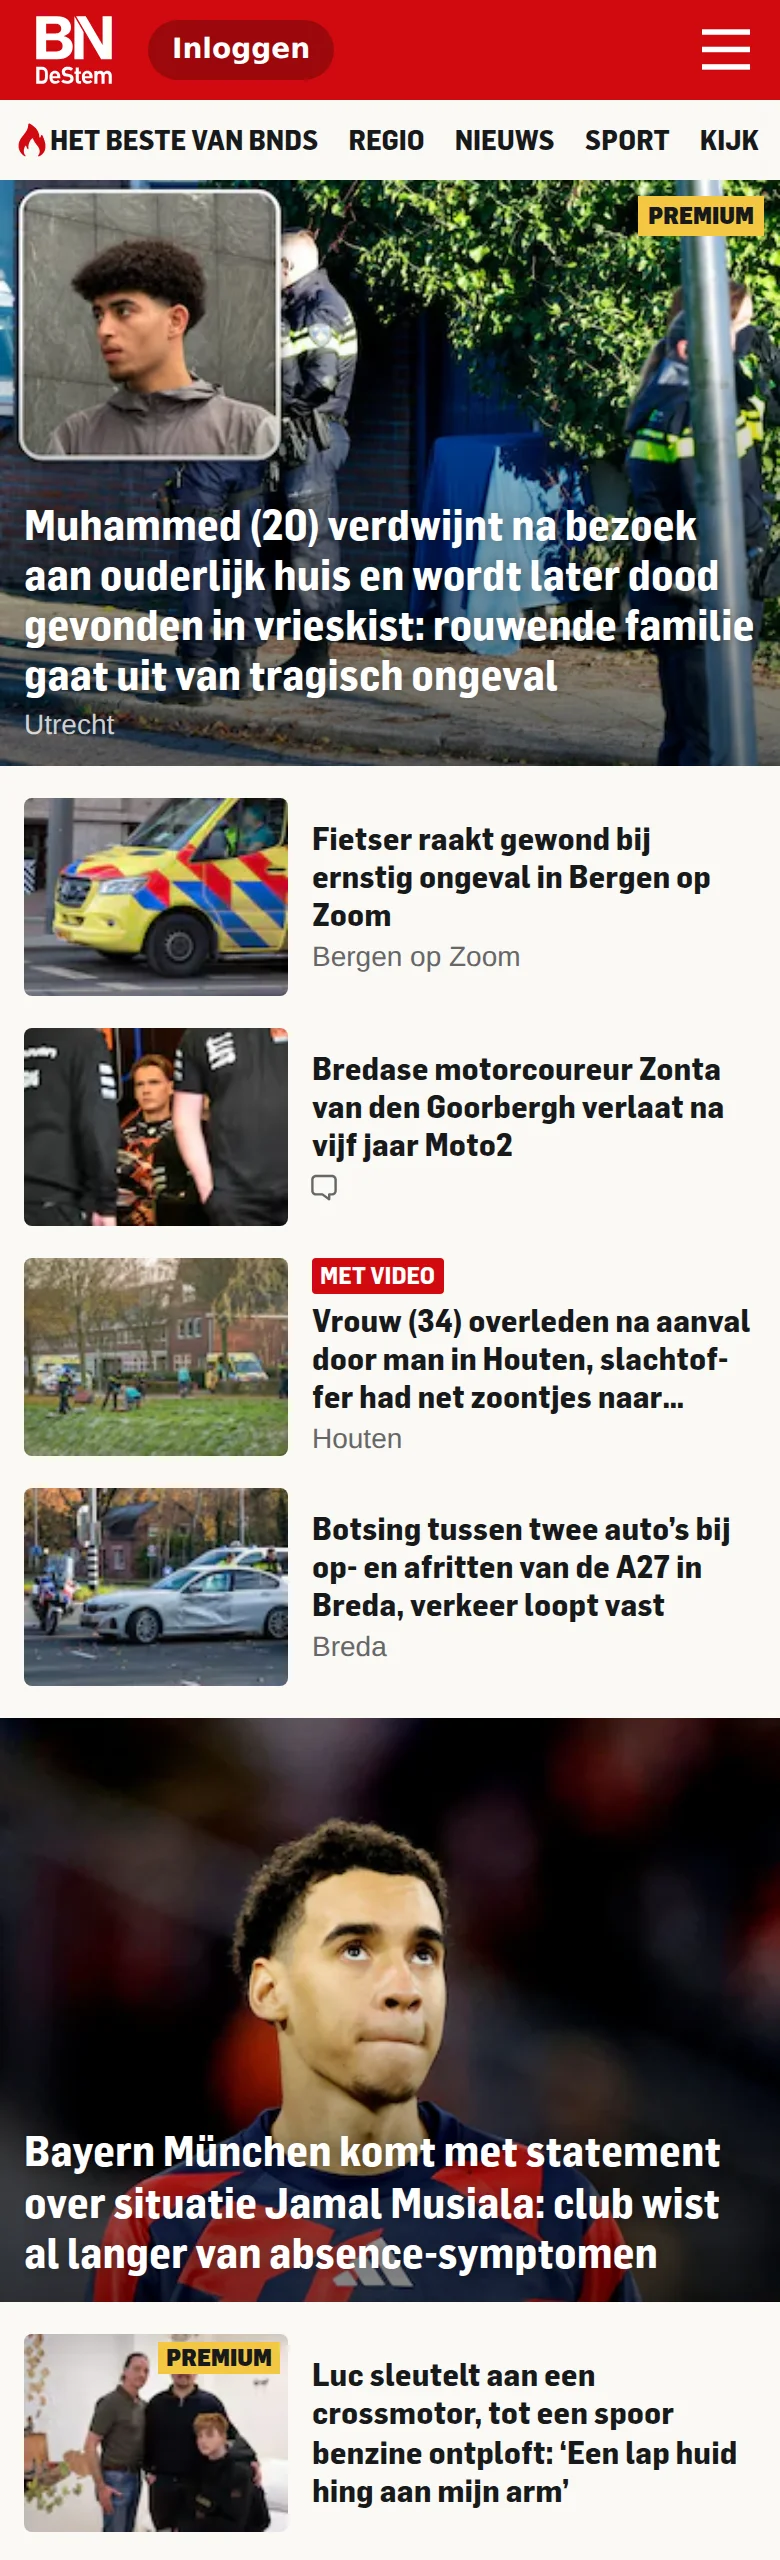 BN
DeStem
Inloggen
HET BESTE VAN BNDS REGIO NIEUWS SPORT KIJK
PREMIUM
Muhammed (20) verdwijnt na bezoek
aan ouderlijk huis en wordt later dood
gevonden in vrieskist: rouwende familie
gaat uit van tragisch ongeval
Utrecht
Fietser raakt gewond bij
ernstig ongeval in Bergen op
Zoom
Bergen op Zoom
Bredase motorcoureur Zonta
van den Goorbergh verlaat na
vijf jaar Moto2
MET VIDEO
Vrouw (34) overleden na aanval
door man in Houten, slachtof-
fer had net zoontjes naar...
Houten
Botsing tussen twee auto’s bij
op- en afritten van de A27 in
Breda, verkeer loopt vast
Breda
Bayern München komt met statement
over situatie Jamal Musiala: club wist
al langer van absence-symptomen
PREMIUM
Luc sleutelt aan een
crossmotor, tot een spoor
benzine ontploft: ‘Een lap huid
hing aan mijn arm’